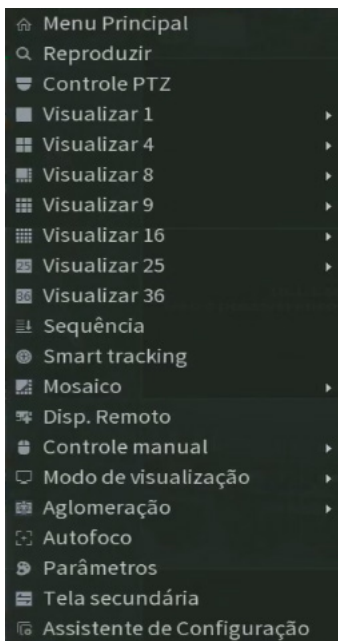 Menu Principal
Reproduzir
Controle PTZ
Visualizar 1
Visualizar 4
Visualizar 8
Visualizar 9
Visualizar 16
25 Visualizar 25
36 Visualizar 36
Sequência
Smart tracking
Mosaico
Disp. Remoto
Controle manual
Modo de visualização
Aglomeração
Autofoco
Parâmetros
Tela secundária
Assistente de Configuração